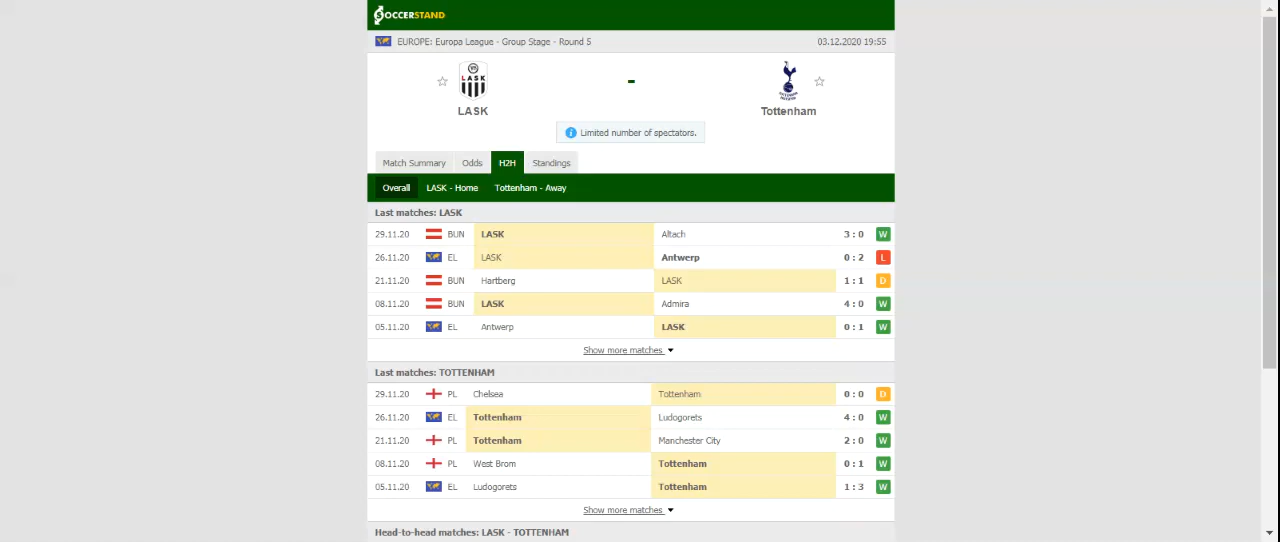 SOCCERSTAND
EUROPE: Europa League - Group Stage - Round 5 03.12.2020 19:55
LASK
-
Tottenham
Limited number of spectators.
Match Summary Odds H2H Standings
Overall LASK - Home Tottenham - Away
Last matches: LASK
29.11.20 BUN LASK Altach 3 : 0 W
26.11.20 EL LASK Antwerp 0 : 2 L
21.11.20 BUN Hartberg LASK 1 : 1 D
08.11.20 BUN LASK Admira 4 : 0 W
05.11.20 EL Antwerp LASK 0 : 1 W
Show more matches
Last matches: TOTTENHAM
29.11.20 PL Chelsea Tottenham 0 : 0 D
26.11.20 EL Tottenham Ludogorets 4 : 0 W
21.11.20 PL Tottenham Manchester City 2 : 0 W
08.11.20 PL West Brom Tottenham 0 : 1 W
05.11.20 EL Ludogorets Tottenham 1 : 3 W
Show more matches
Head-to-head matches: LASK - TOTTENHAM